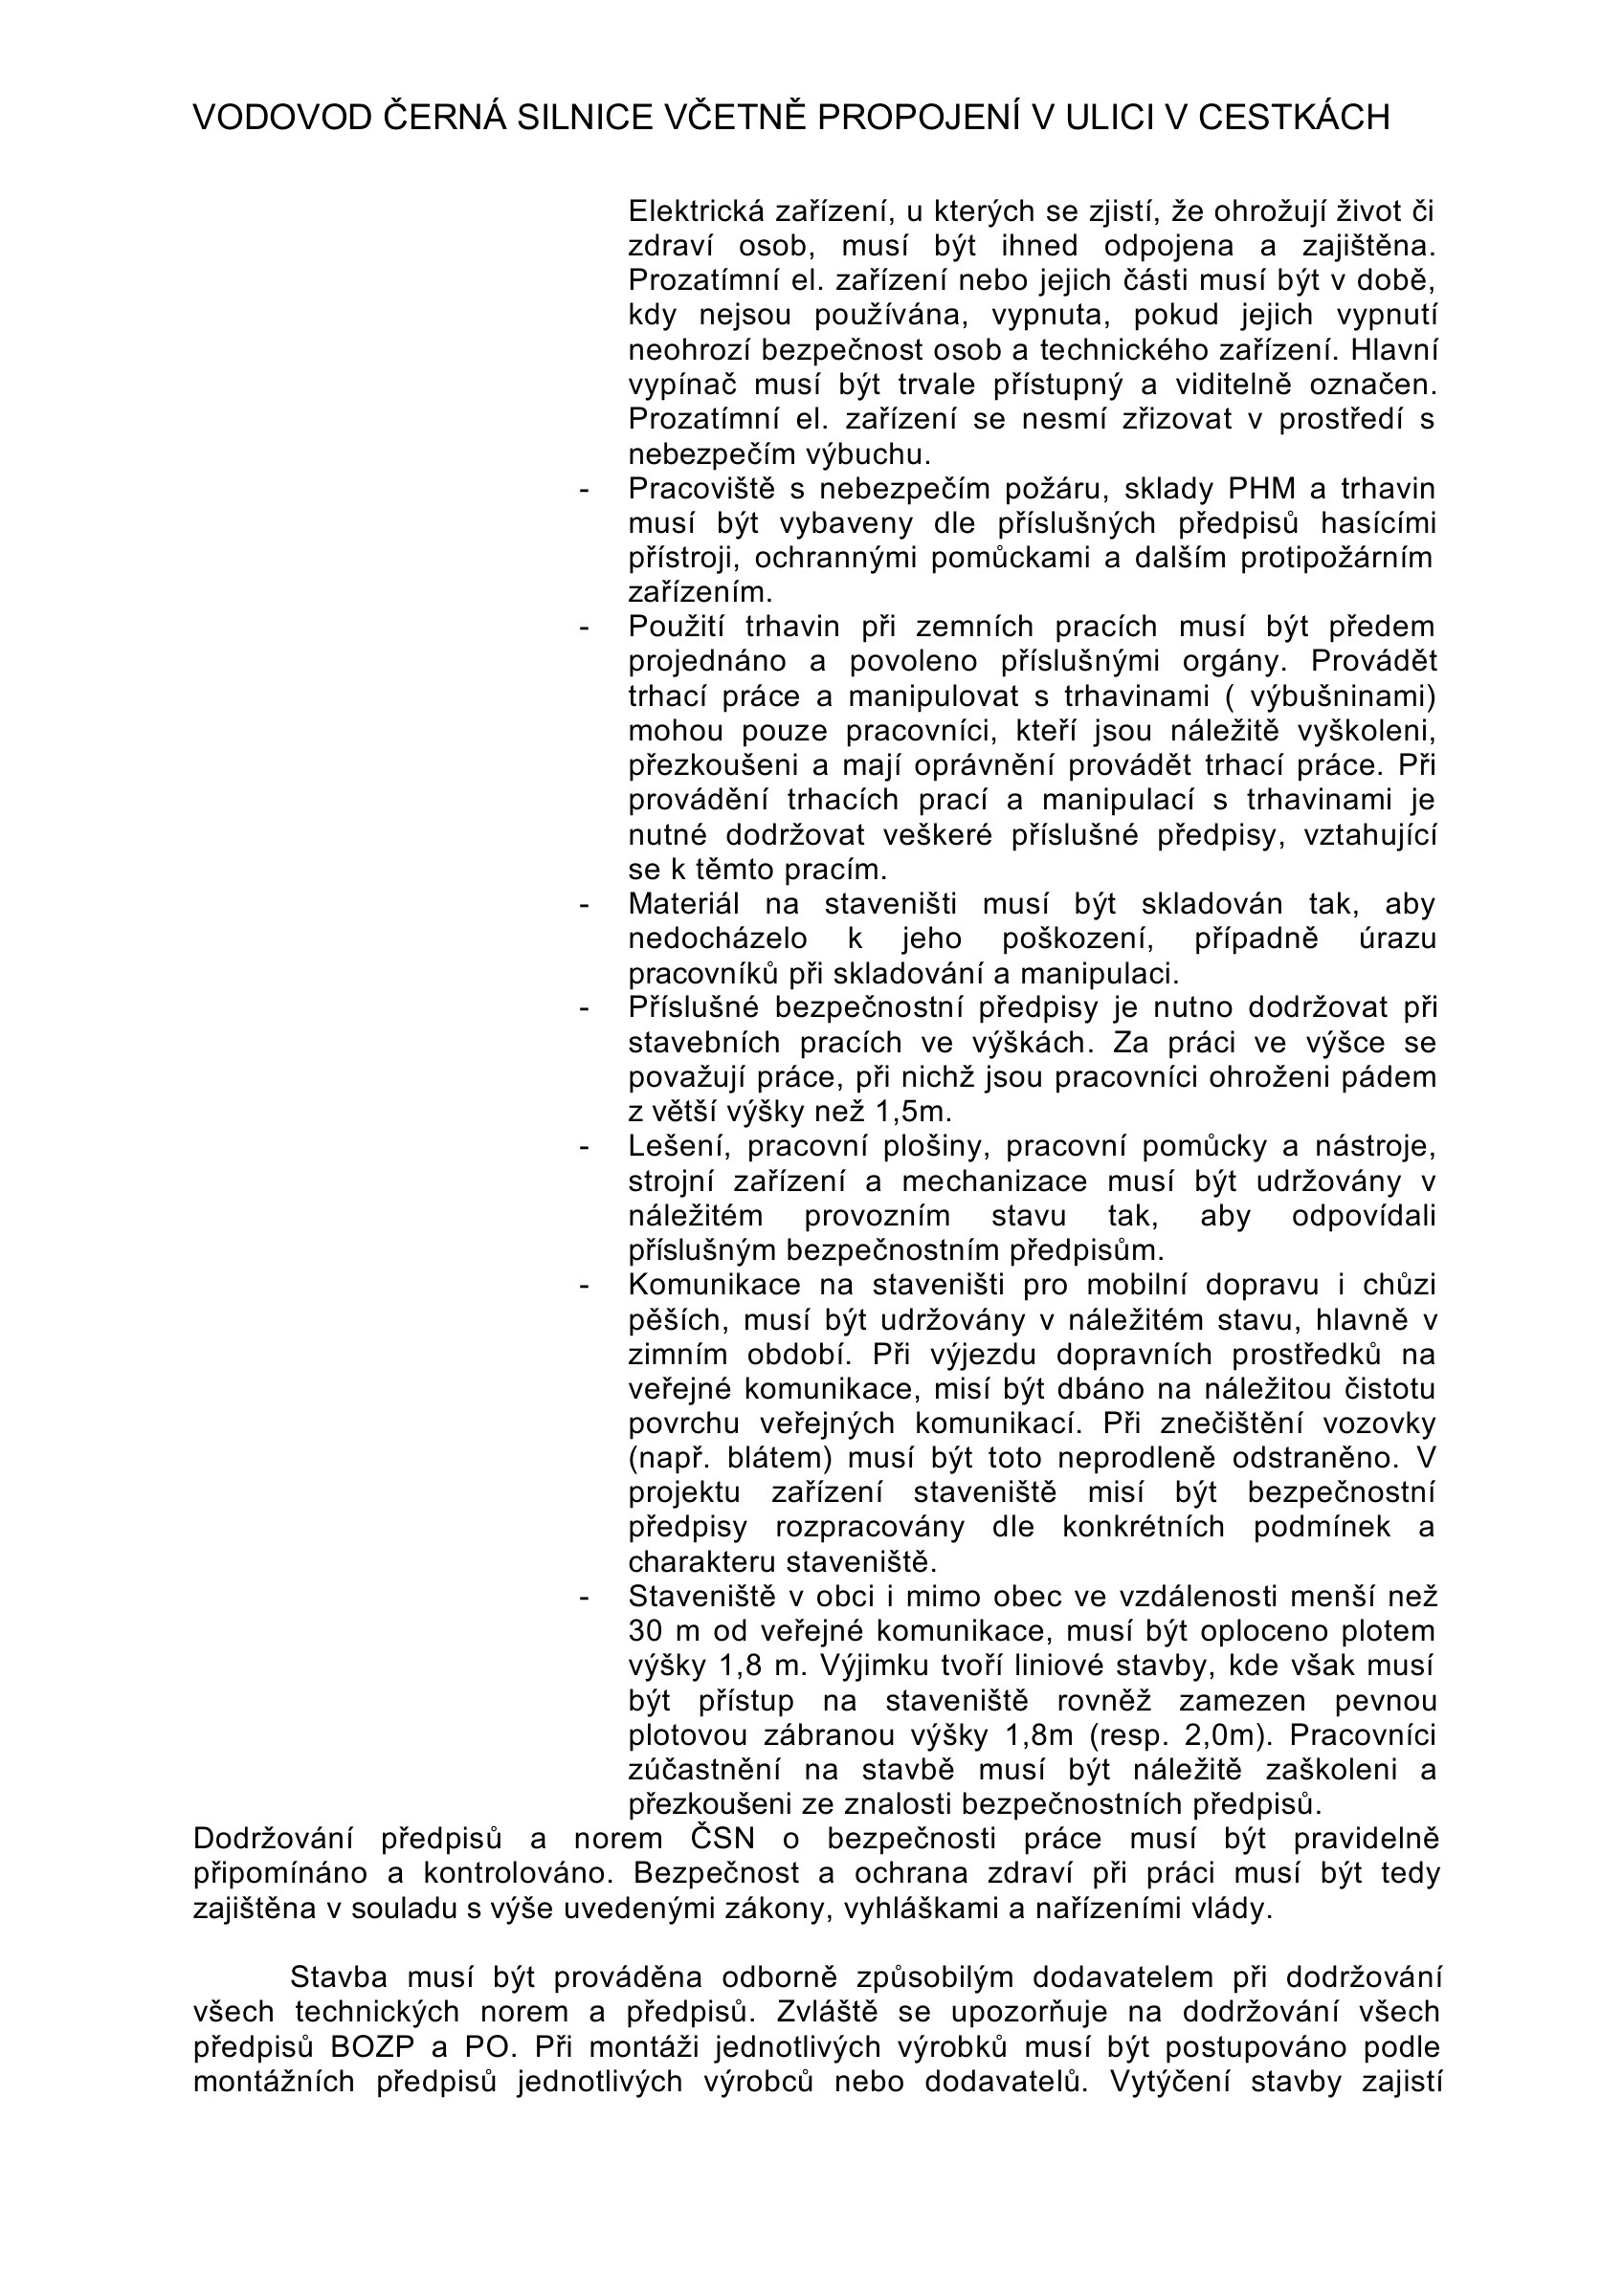 VODOVOD ČERNÁ SILNICE VČETNĚ PROPOJENÍ V ULICI V CESTKÁCH
Elektrická zařízení, u kterých se zjistí, že ohrožují život či
zdraví osob, musí být ihned odpojena a zajištěna.
Prozatímní el. zařízení nebo jejich části musí být v době,
kdy nejsou používána, vypnuta, pokud jejich vypnutí
neohrozí bezpečnost osob a technického zařízení. Hlavní
vypínač musí být trvale přístupný a viditelně označen.
Prozatímní el. zařízení se nesmí zřizovat v prostředí s
nebezpečím výbuchu.
- Pracoviště s nebezpečím požáru, sklady PHM a trhavin
musí být vybaveny dle příslušných předpisů hasícími
přístroji, ochrannými pomůckami a dalším protipožárním
zařízením.
- Použití trhavin při zemních pracích musí být předem
projednáno a povoleno příslušnými orgány. Provádět
trhací práce a manipulovat s trhavinami ( výbušninami)
mohou pouze pracovníci, kteří jsou náležitě vyškoleni,
přezkoušeni a mají oprávnění provádět trhací práce. Při
provádění trhacích prací a manipulací s trhavinami je
nutné dodržovat veškeré příslušné předpisy, vztahující
se k těmto pracím.
- Materiál na staveništi musí být skladován tak, aby
nedocházelo k jeho poškození, případně úrazu
pracovníků při skladování a manipulaci.
- Příslušné bezpečnostní předpisy je nutno dodržovat při
stavebních pracích ve výškách. Za práci ve výšce se
považují práce, při nichž jsou pracovníci ohroženi pádem
z větší výšky než 1,5m.
- Lešení, pracovní plošiny, pracovní pomůcky a nástroje,
strojní zařízení a mechanizace musí být udržovány v
náležitém provozním stavu tak, aby odpovídali
příslušným bezpečnostním předpisům.
- Komunikace na staveništi pro mobilní dopravu i chůzi
pěších, musí být udržovány v náležitém stavu, hlavně v
zimním období. Při výjezdu dopravních prostředků na
veřejné komunikace, misí být dbáno na náležitou čistotu
povrchu veřejných komunikací. Při znečištění vozovky
(např. blátem) musí být toto neprodleně odstraněno. V
projektu zařízení staveniště misí být bezpečnostní
předpisy rozpracovány dle konkrétních podmínek a
charakteru staveniště.
- Staveniště v obci i mimo obec ve vzdálenosti menší než
30 m od veřejné komunikace, musí být oploceno plotem
výšky 1,8 m. Výjimku tvoří liniové stavby, kde však musí
být přístup na staveniště rovněž zamezen pevnou
plotovou zábranou výšky 1,8m (resp. 2,0m). Pracovníci
zúčastnění na stavbě musí být náležitě zaškoleni a
přezkoušeni ze znalosti bezpečnostních předpisů.
Dodržování předpisů a norem ČSN o bezpečnosti práce musí být pravidelně
připomínáno a kontrolováno. Bezpečnost a ochrana zdraví při práci musí být tedy
zajištěna v souladu s výše uvedenými zákony, vyhláškami a nařízeními vlády.
Stavba musí být prováděna odborně způsobilým dodavatelem při dodržování
všech technických norem a předpisů. Zvláště se upozorňuje na dodržování všech
předpisů BOZP a PO. Při montáži jednotlivých výrobků musí být postupováno podle
montážních předpisů jednotlivých výrobců nebo dodavatelů. Vytýčení stavby zajistí